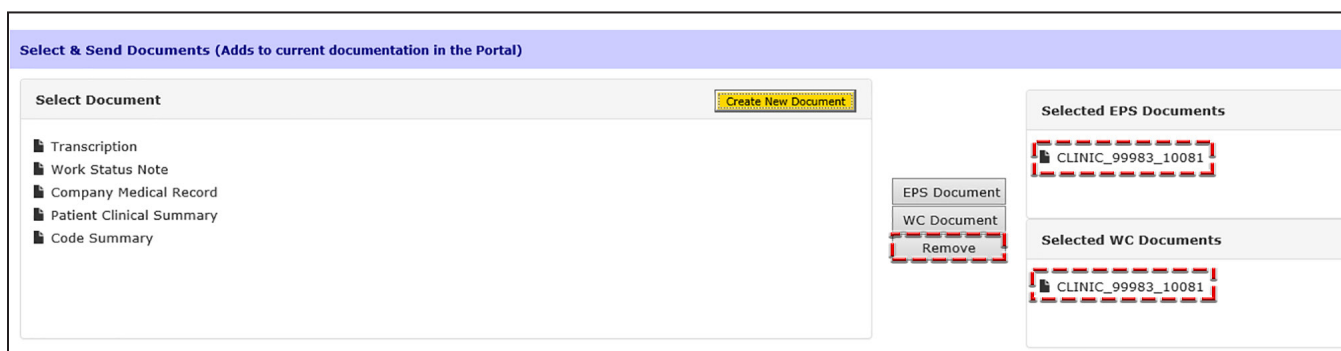 Select & Send Documents (Adds to current documentation in the Portal)
Select Document
Create New Document
Transcription
Work Status Note
Company Medical Record
Patient Clinical Summary
Code Summary
EPS Document
WC Document
Remove
Selected EPS Documents
CLINIC_99983_10081
Selected WC Documents
CLINIC_99983_10081